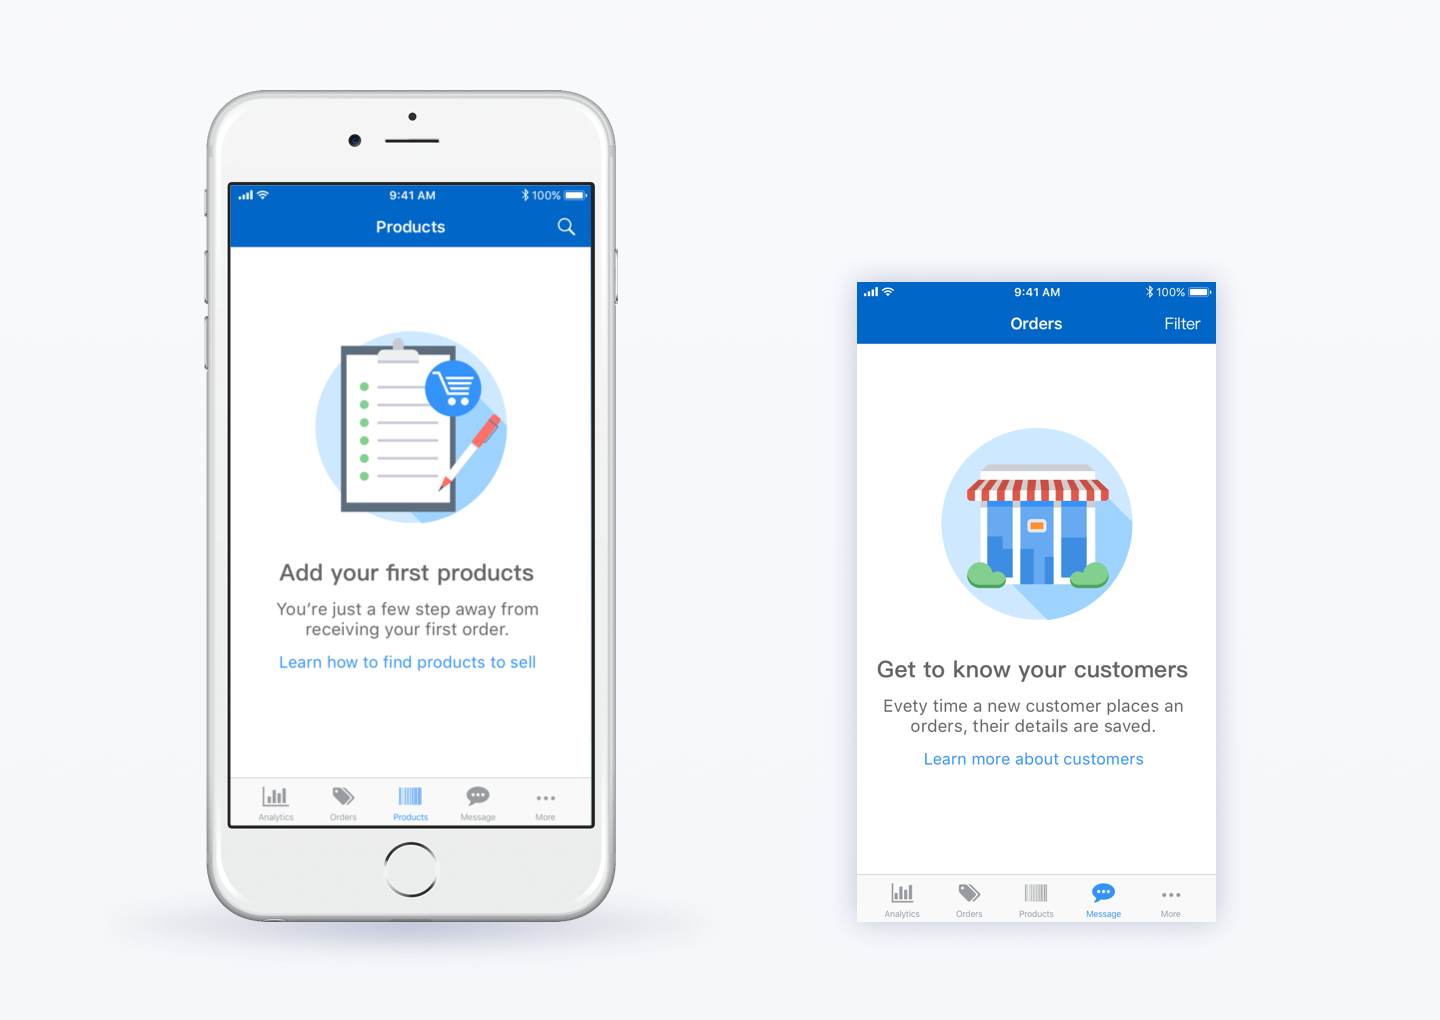 9:41 AM
100%
Products
Add your first products
You're just a few step away from
receiving your first order.
Learn how to find products to sell
Analytics
Orders
Products
Message
More
9:41 AM
100%
Orders
Filter
Get to know your customers
Evety time a new customer places an
orders, their details are saved.
Learn more about customers
Analytics
Orders
Products
Message
More